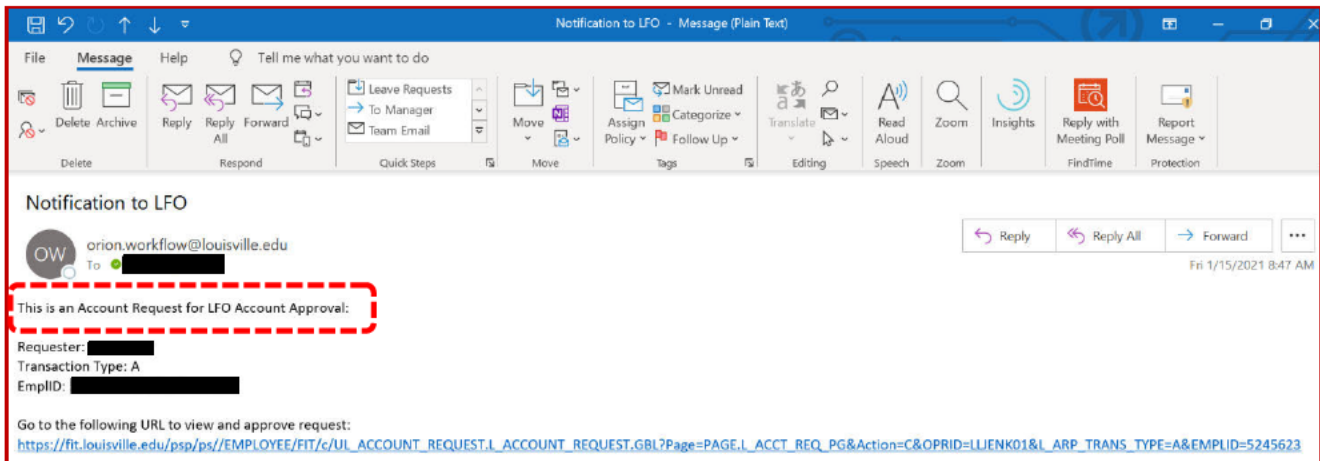 Notification to LFO - Message (Plain Text)
File Message Help Tell me what you want to do
Delete Archive
Reply Reply All Forward
Leave Requests
To Manager
Team Email
Move
Assign Policy
Mark Unread
Categorize
Follow Up
Translate
Read Aloud
Zoom
Insights
Reply with Meeting Poll
Report Message
Delete Respond Quick Steps Move Tags Editing Speech Zoom FindTime Protection
Notification to LFO
OW
orion.workflow@louisville.edu
To
Reply Reply All Forward
Fri 1/15/2021 8:47 AM
This is an Account Request for LFO Account Approval:
Requester:
Transaction Type: A
EmplID:
Go to the following URL to view and approve request:
https://fit.louisville.edu/psp/ps//EMPLOYEE/FIT/c/UL_ACCOUNT_REQUEST.L_ACCOUNT_REQUEST.GBL?Page=PAGE.L_ACCT_REQ_PG&Action=C&OPRID=LLJENK01&L_ARP_TRANS_TYPE=A&EMPLID=5245623